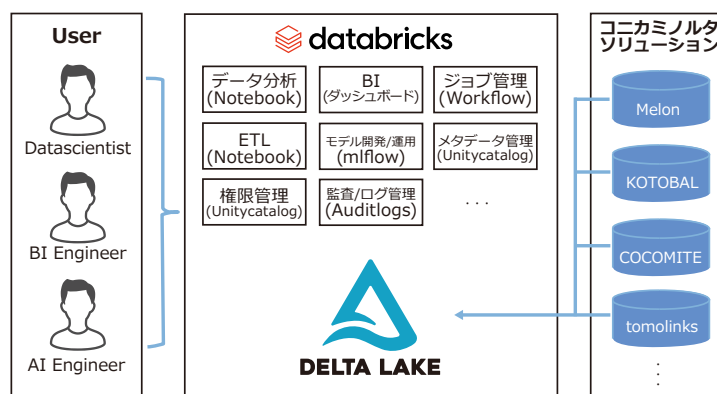 User
Datascientist
BI Engineer
AI Engineer
databricks
データ分析
(Notebook)
BI
(ダッシュボード)
ジョブ管理
(Workflow)
ETL
(Notebook)
モデル開発/運用
(mlflow)
メタデータ管理
(Unitycatalog)
権限管理
(Unitycatalog)
監査/ログ管理
(Auditlogs)
...
DELTA LAKE
コニカミノルタ
ソリューション
Melon
KOTOBAL
COCOMITE
tomolinks
...